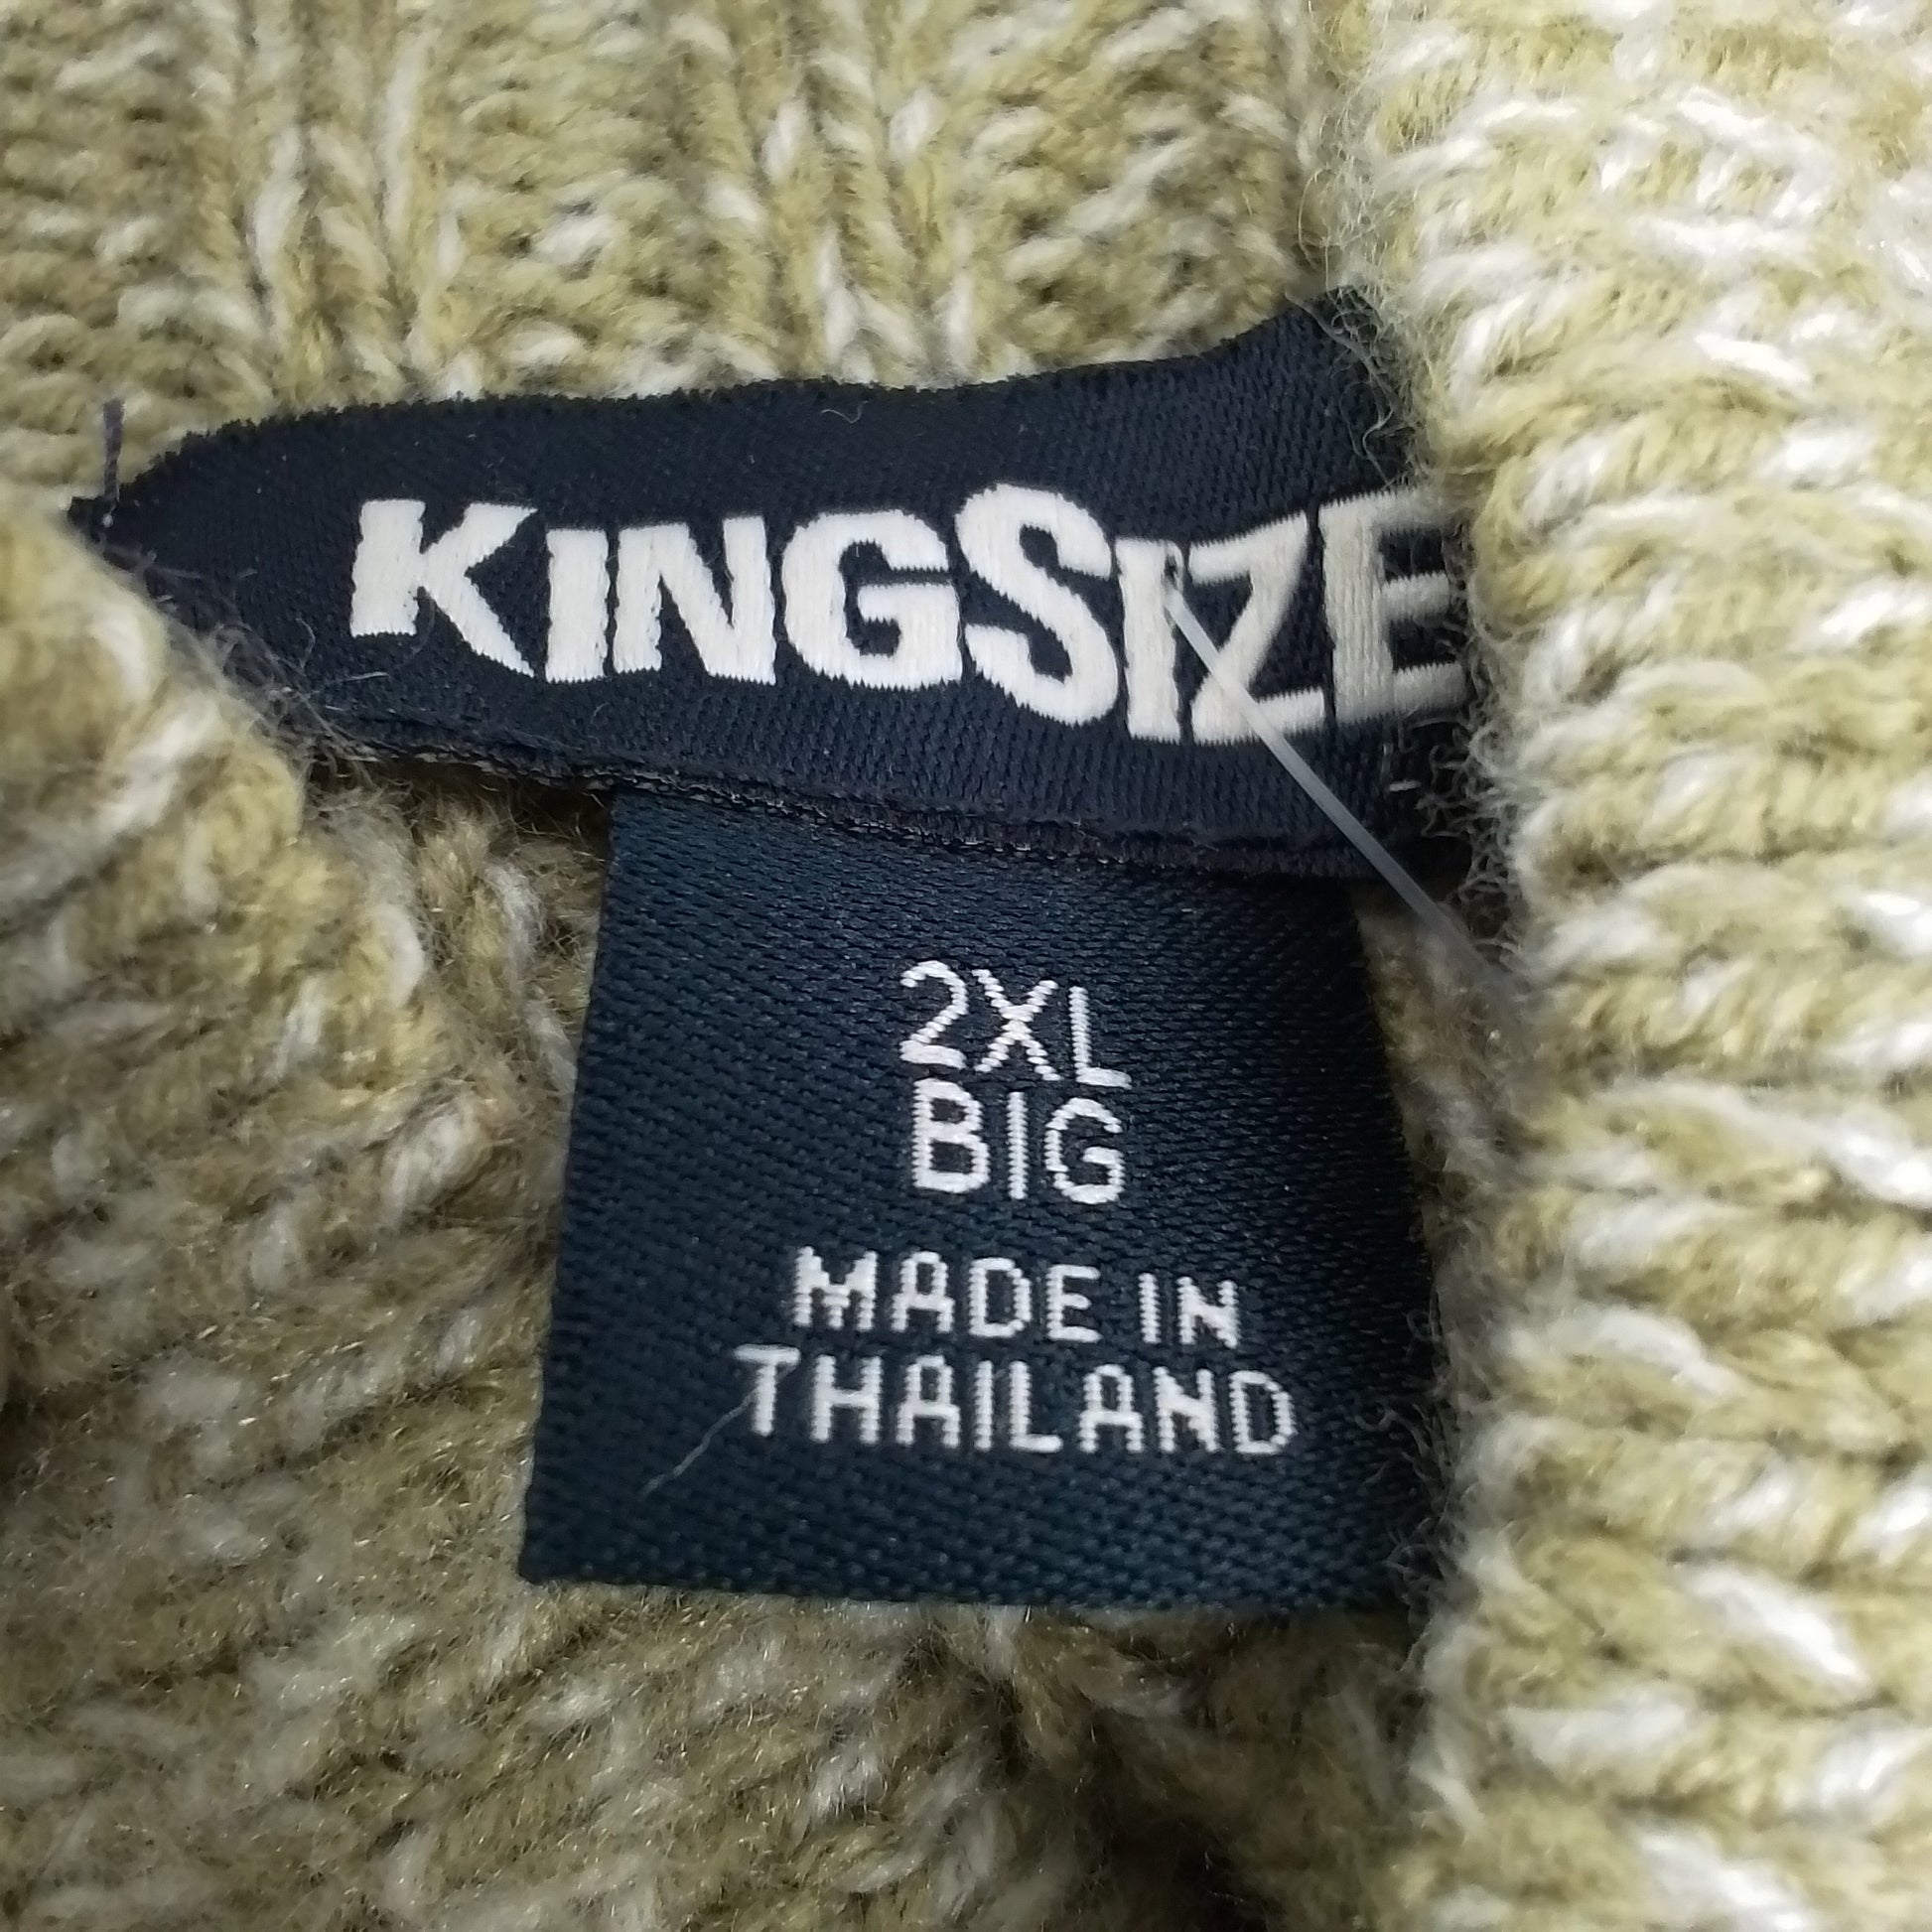 KINGSIZE
2XL
BIG
MADE IN
THAILAND